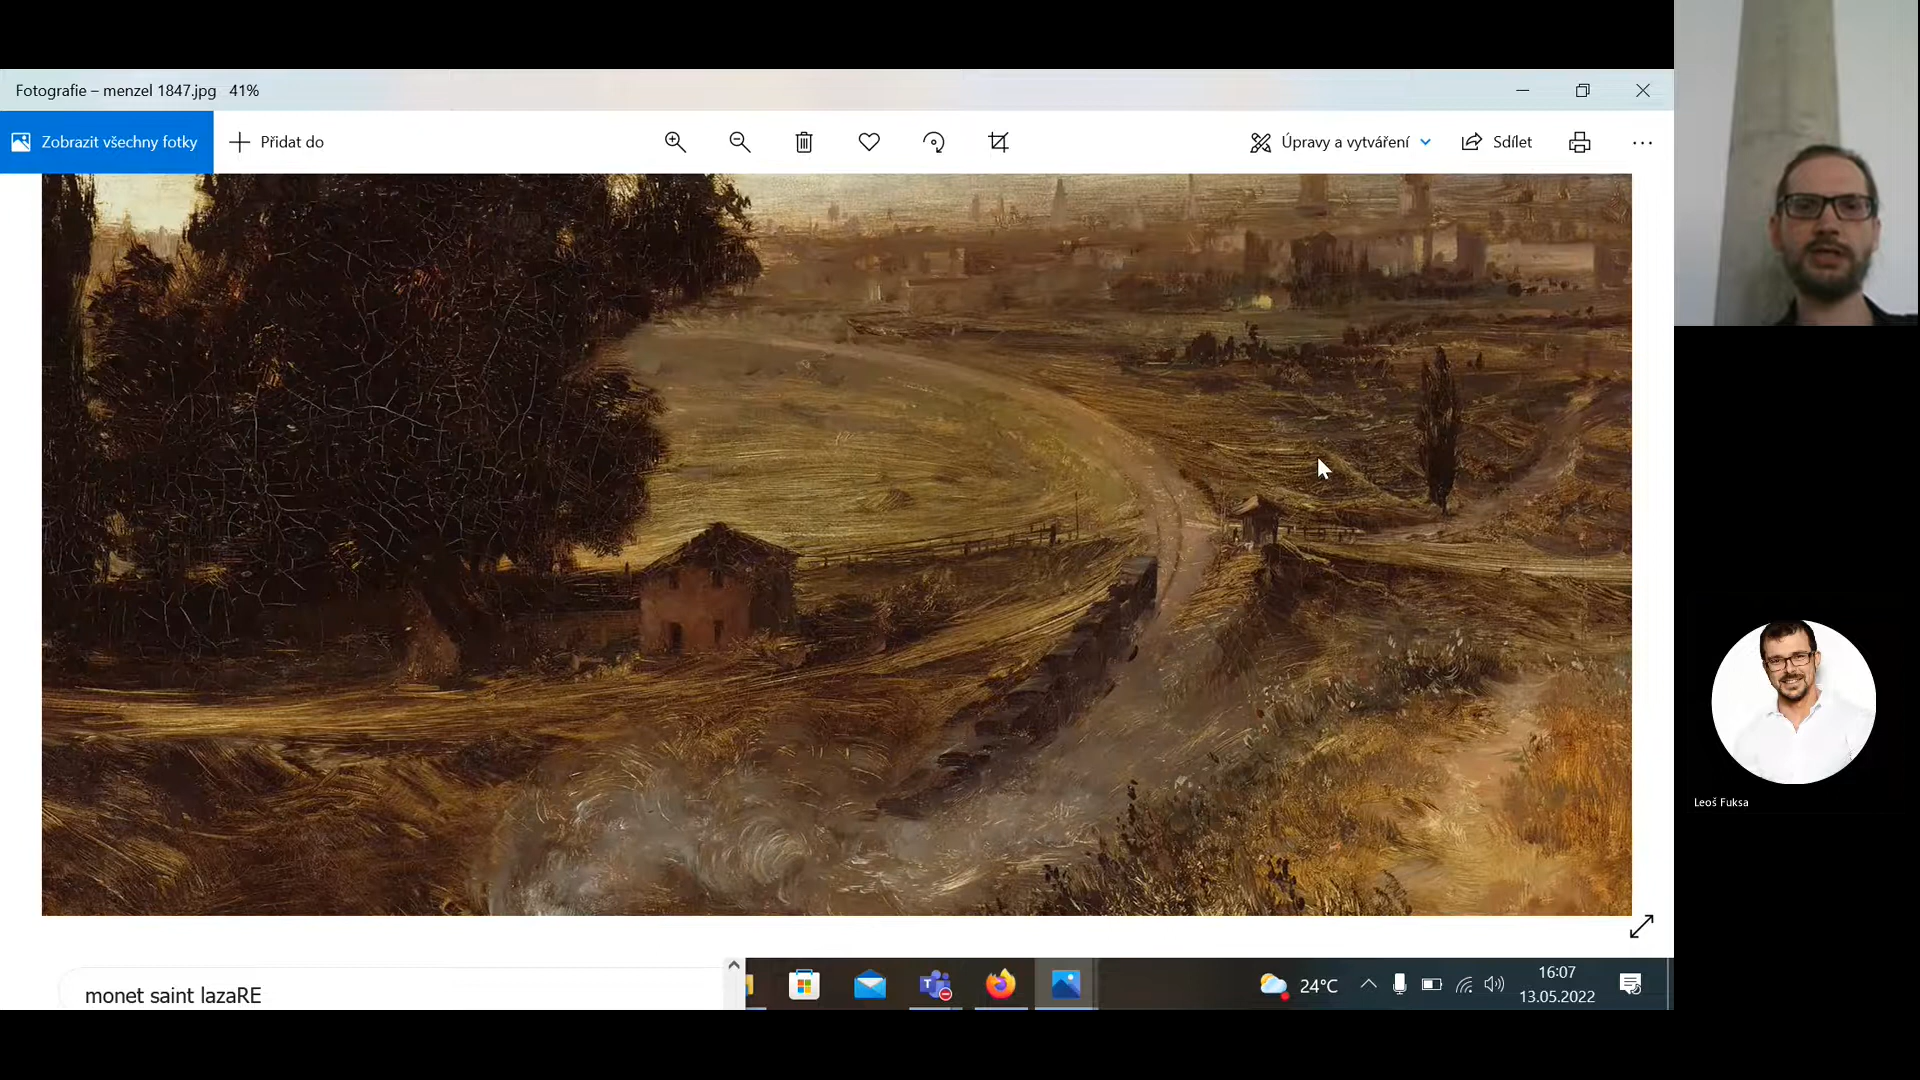 Fotografie – menzel 1847.jpg 41%
Zobrazit všechny fotky
Přidat do
Úpravy a vytváření
Sdílet
Leoš Fuksa
monet saint lazaRE
24°C
16:07
13.05.2022